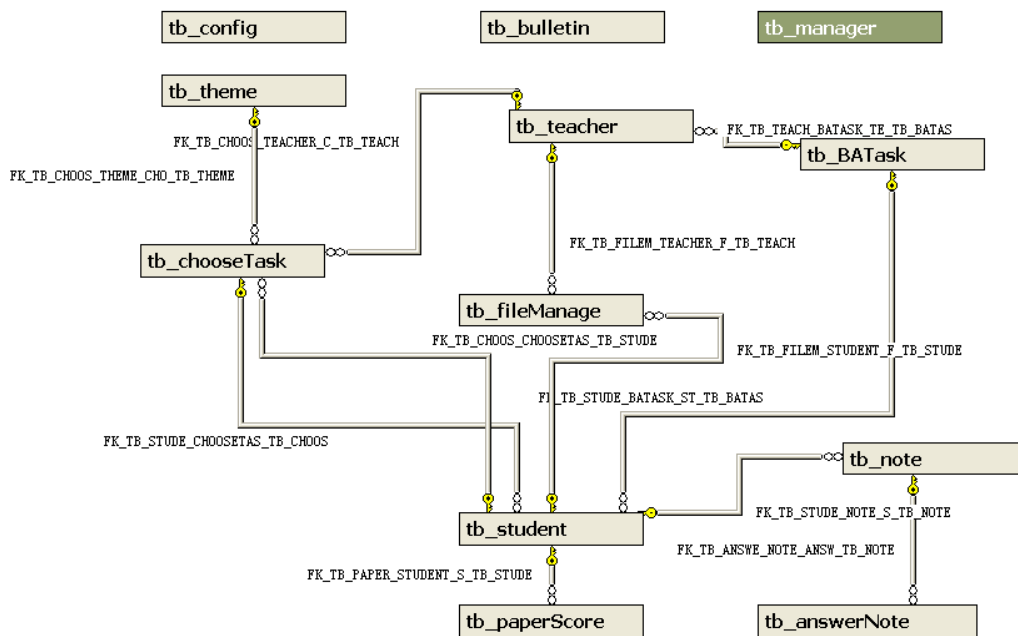 tb_config
tb_bulletin
tb_manager
tb_theme
tb_teacher
FK_TB_TEACH_BATASK_TE_TB_BATAS
FK_TB_CHOOS_TEACHER_C_TB_TEACH
tb_BATask
FK_TB_CHOOS_THEME_CHO_TB_THEME
FK_TB_FILEM_TEACHER_F_TB_TEACH
tb_chooseTask
tb_fileManage
FK_TB_CHOOS_CHOOSETAS_TB_STUDE
FK_TB_FILEM_STUDENT_F_TB_STUDE
FK_TB_STUDE_BATASK_ST_TB_BATAS
FK_TB_STUDE_CHOOSETAS_TB_CHOOS
tb_note
FK_TB_STUDE_NOTE_S_TB_NOTE
tb_student
FK_TB_ANSWE_NOTE_ANSW_TB_NOTE
FK_TB_PAPER_STUDENT_S_TB_STUDE
tb_paperScore
tb_answerNote